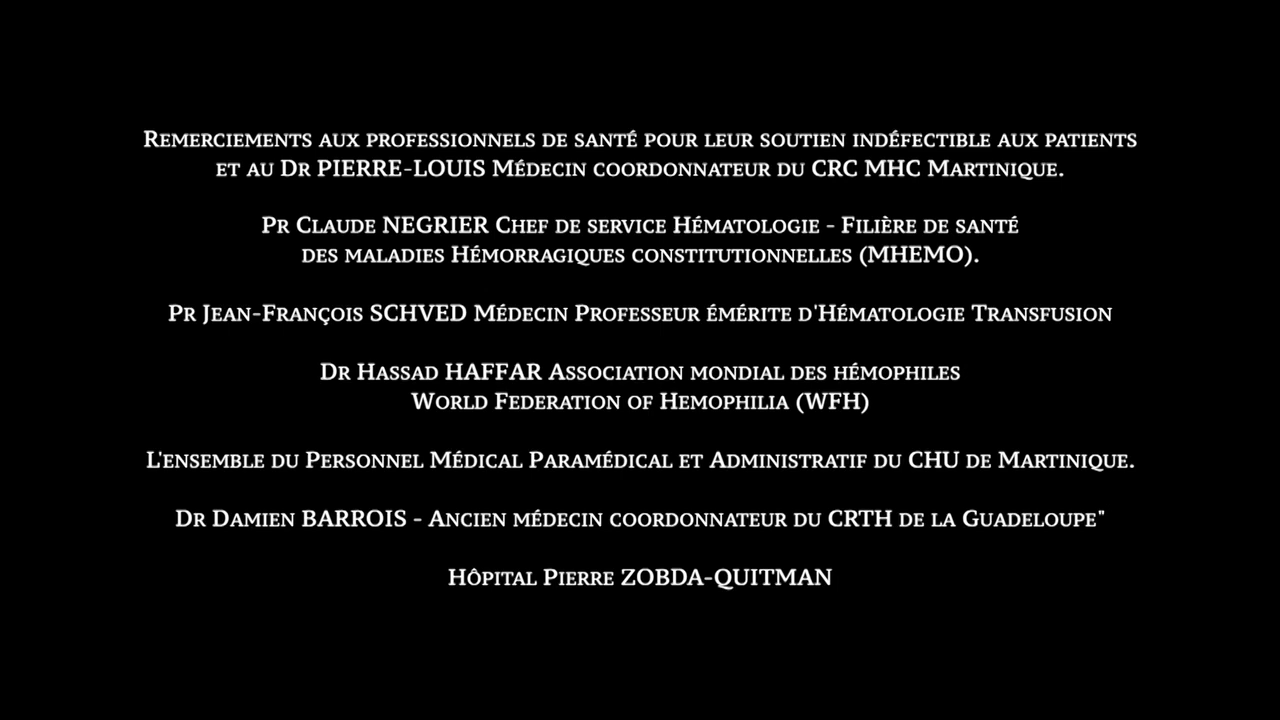 Remerciements aux professionnels de santé pour leur soutien indéfectible aux patients
et au Dr PIERRE-LOUIS Médecin coordonnateur du CRC MHC Martinique.
Pr Claude NEGRIER Chef de service Hématologie - Filière de santé
des maladies Hémorragiques constitutionnelles (MHEMO).
Pr Jean-François SCHVED Médecin Professeur émérite d'Hématologie Transfusion
Dr Hassad HAFFAR Association mondial des hémophiles
World Federation of Hemophilia (WFH)
L'ensemble du Personnel Médical Paramédical et Administratif du CHU de Martinique.
Dr Damien BARROIS - Ancien médecin coordonnateur du CRTH de la Guadeloupe"
Hôpital Pierre ZOBDA-QUITMAN